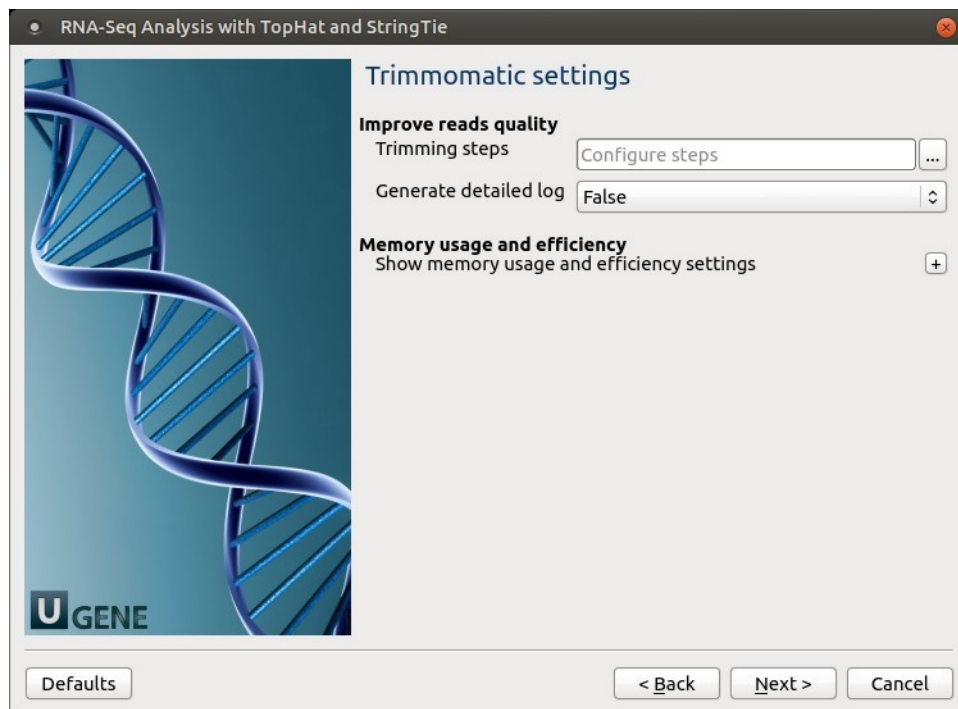 RNA-Seq Analysis with TopHat and StringTie
Trimmomatic settings
Improve reads quality
Trimming steps
Configure steps
...
Generate detailed log
False
Memory usage and efficiency
Show memory usage and efficiency settings
+
U GENE
Defaults
< Back
Next >
Cancel